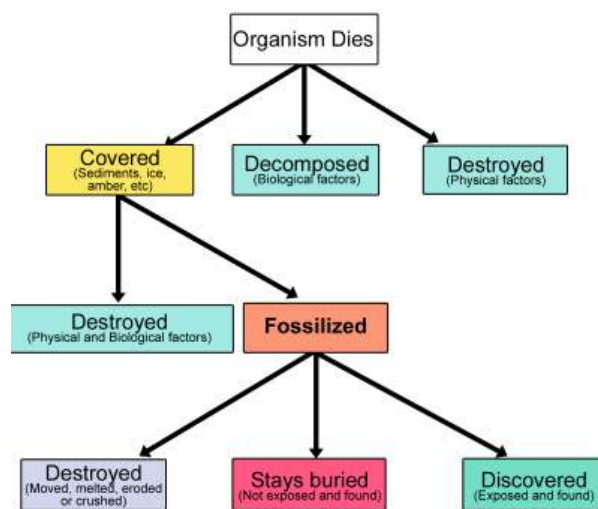 Organism Dies
Covered
(Sediments, ice,
amber, etc)
Decomposed
(Biological factors)
Destroyed
(Physical factors)
Destroyed
(Physical and Biological factors)
Fossilized
Destroyed
(Moved, melted, eroded
or crushed)
Stays buried
(Not exposed and found)
Discovered
(Exposed and found)